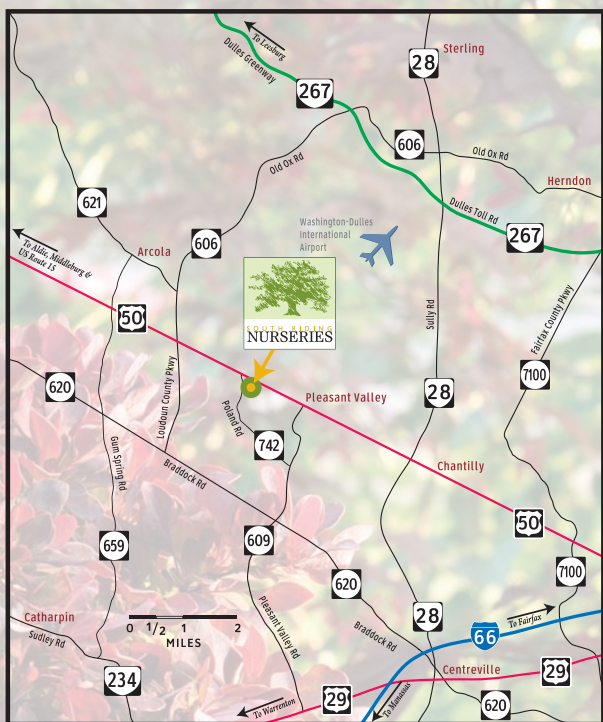 To Leesburg
Dulles Greenway
28
Sterling
267
606
Old Ox Rd
Old Ox Rd
Herndon
621
Dulles Toll Rd
Washington-Dulles
International
Airport
267
606
Arcola
To Aldie, Middleburg &
US Route 15
SOUTH RIDING
NURSERIES
50
Sully Rd
Fairfax County Pkwy
7100
620
Loudoun County Pkwy
28
Pleasant Valley
Poland Rd
742
Gum Spring Rd
Braddock Rd
Chantilly
50
659
609
620
7100
Catharpin
Sudley Rd
0 1/2 1 2
MILES
Pleasant Valley Rd
Braddock Rd
28
66
To Fairfax
234
Centreville
29
29
To Warrenton
To Manassas
620